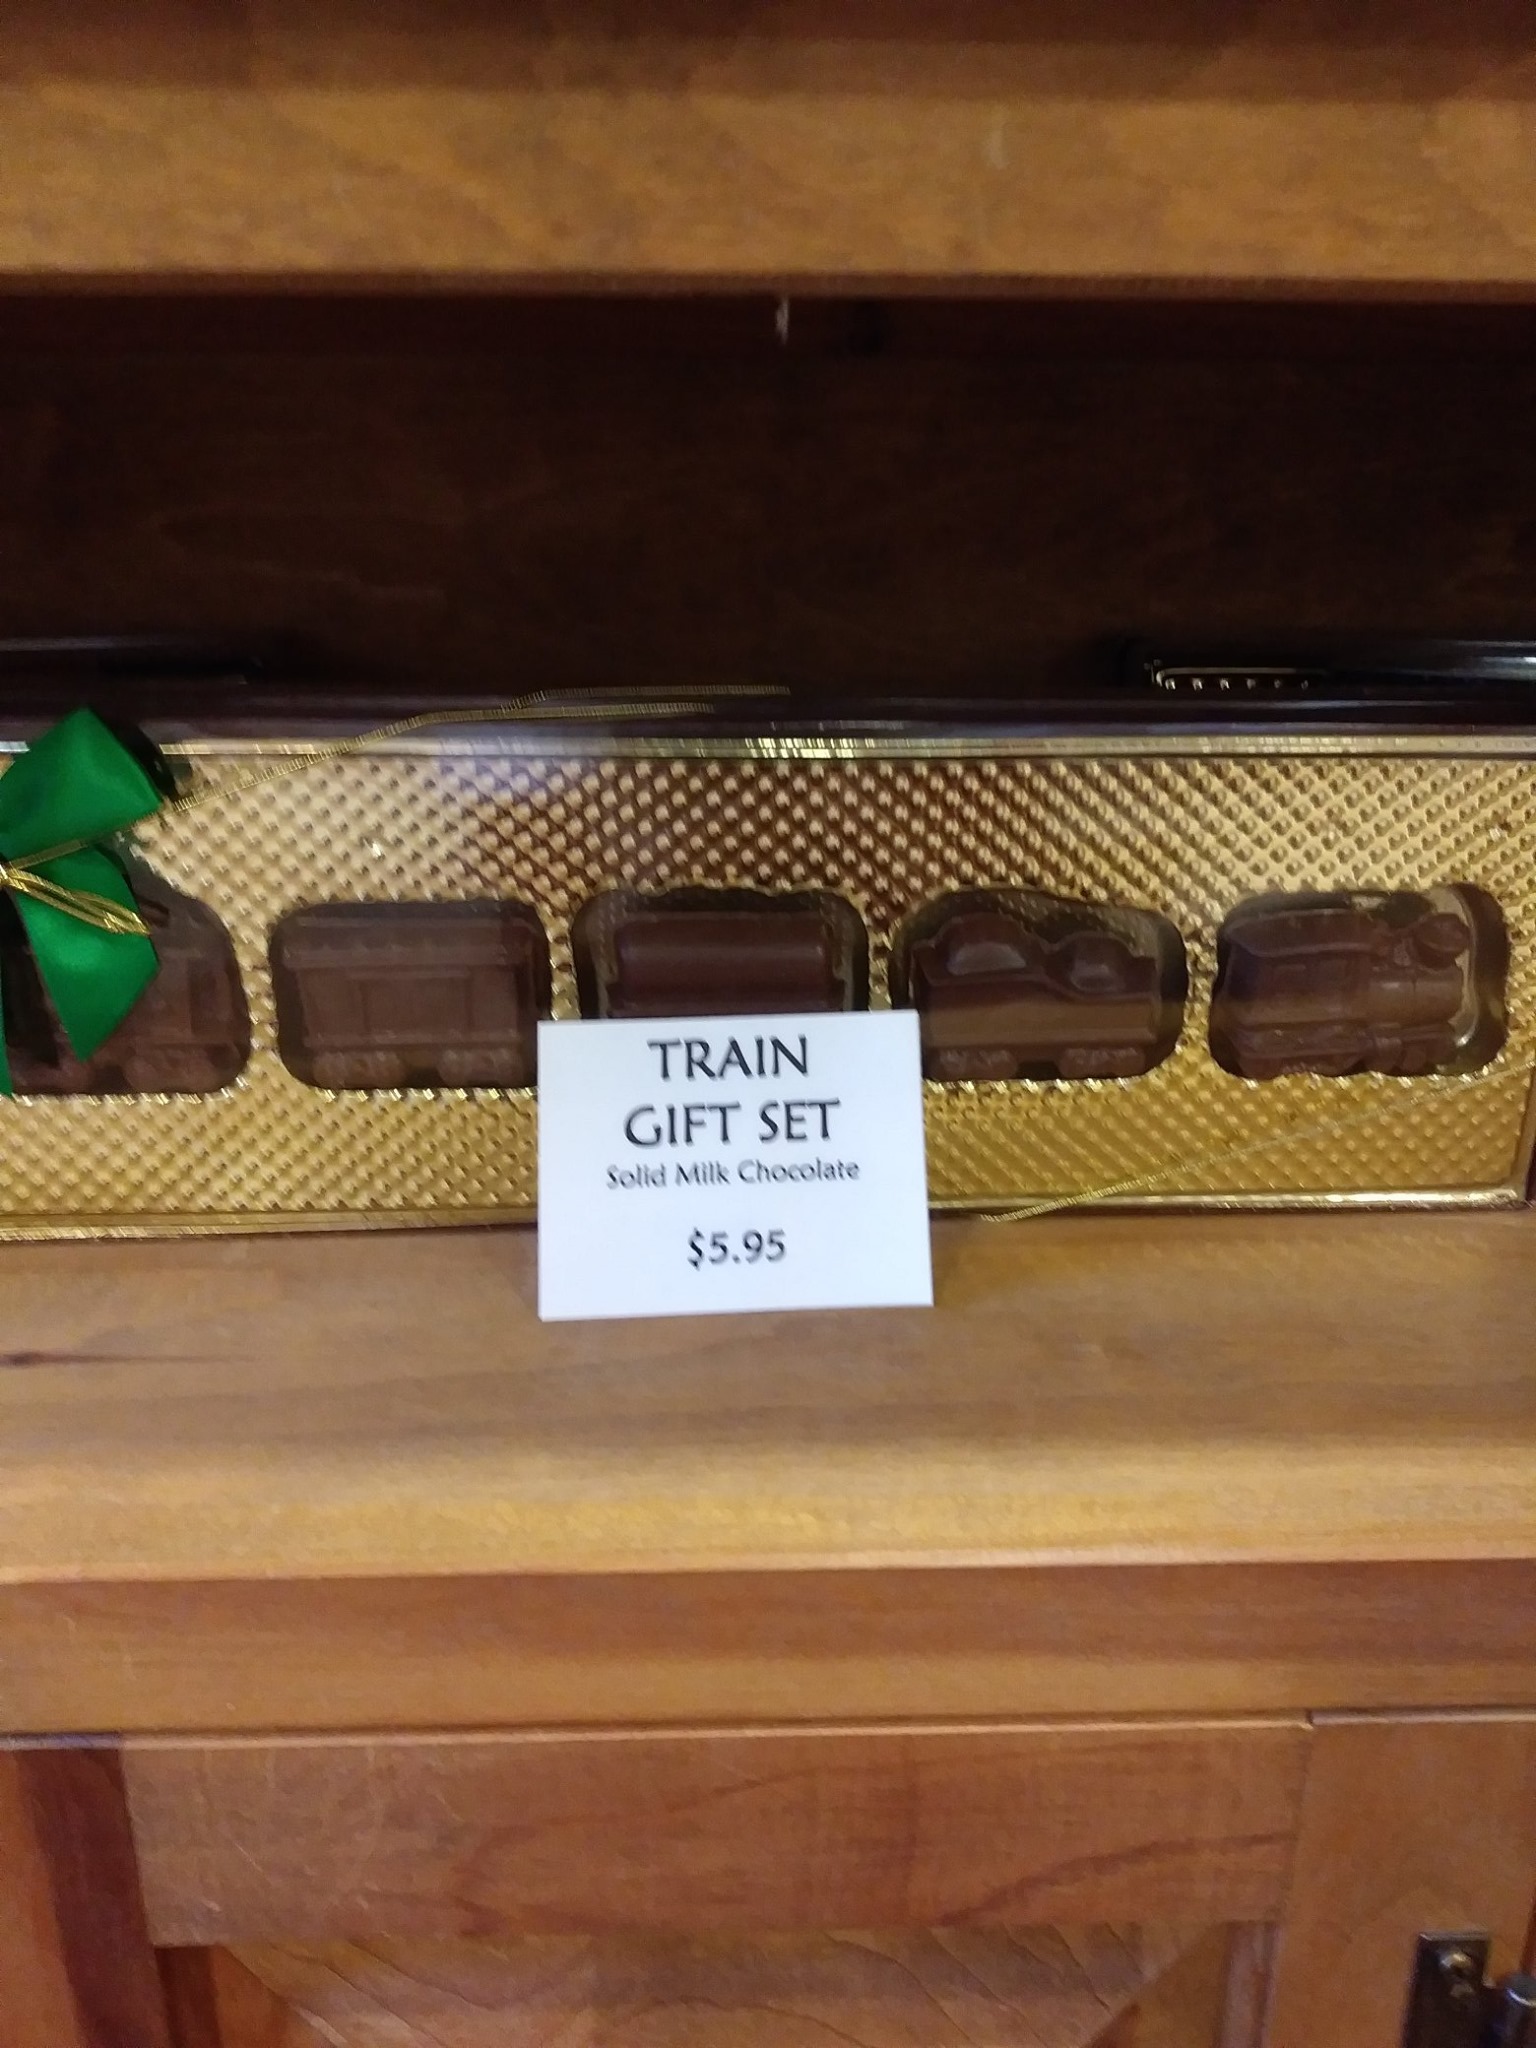 TRAIN
GIFT SET
Solid Milk Chocolate
$5.95